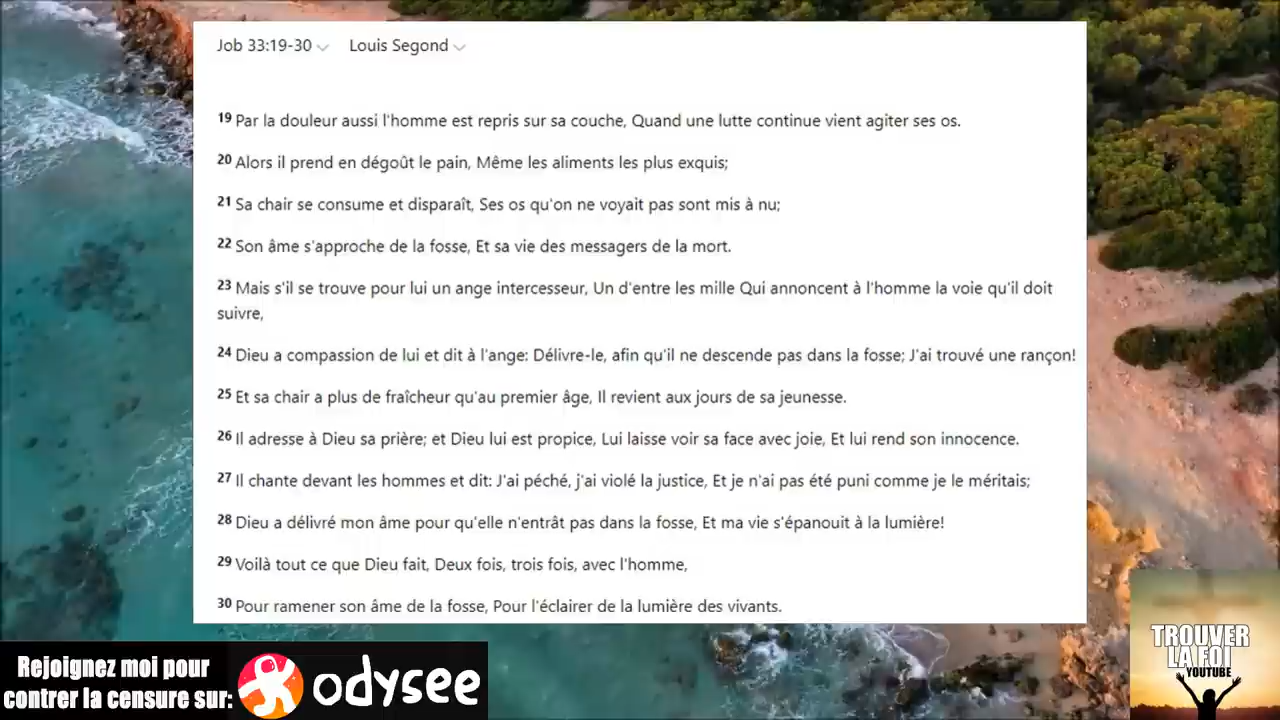 Job 33:19-30 Louis Segond
19 Par la douleur aussi l'homme est repris sur sa couche, Quand une lutte continue vient agiter ses os.
20 Alors il prend en dégoût le pain, Même les aliments les plus exquis;
21 Sa chair se consume et disparaît, Ses os qu'on ne voyait pas sont mis à nu;
22 Son âme s'approche de la fosse, Et sa vie des messagers de la mort.
23 Mais s'il se trouve pour lui un ange intercesseur, Un d'entre les mille Qui annoncent à l'homme la voie qu'il doit
suivre,
24 Dieu a compassion de lui et dit à l'ange: Délivre-le, afin qu'il ne descende pas dans la fosse; J'ai trouvé une rançon!
25 Et sa chair a plus de fraîcheur qu'au premier âge, Il revient aux jours de sa jeunesse.
26 Il adresse à Dieu sa prière; et Dieu lui est propice, Lui laisse voir sa face avec joie, Et lui rend son innocence.
27 Il chante devant les hommes et dit: J'ai péché, j'ai violé la justice, Et je n'ai pas été puni comme je le méritais;
28 Dieu a délivré mon âme pour qu'elle n'entrât pas dans la fosse, Et ma vie s'épanouit à la lumière!
29 Voilà tout ce que Dieu fait, Deux fois, trois fois, avec l'homme,
30 Pour ramener son âme de la fosse, Pour l'éclairer de la lumière des vivants.
Rejoignez moi pour
contrer la censure sur:
odysee
TROUVER
LA FOI
YOUTUBE